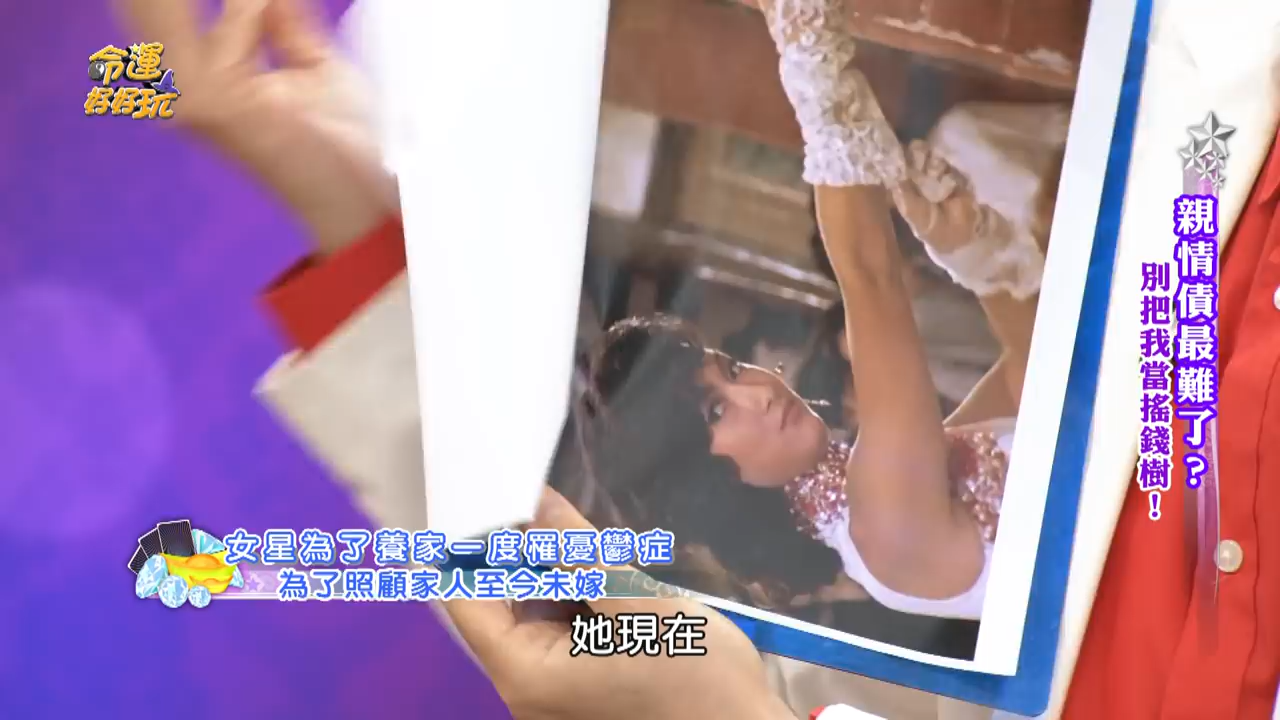 命運
好好玩
親情債最難了?
別把我當搖錢樹!
女星為了養家一度罹憂鬱症
為了照顧家人至今未嫁
她現在